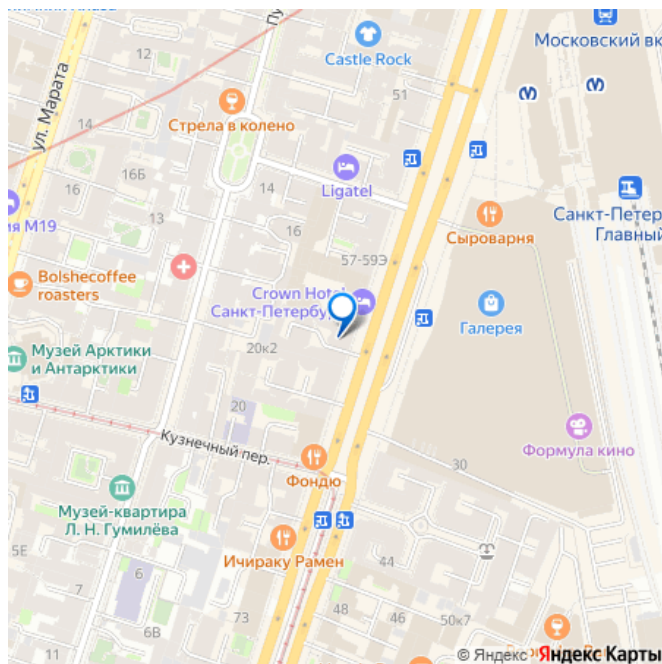 12
Castle Rock
51
Московский вк
ул. Марата
14
Стрела в колено
16Б
16
14
Ligatel
Санкт-Петер
Главный
13
16
я М19
Сыроварня
57-59Э
Bolshecoffee
roasters
Crown Hotel
Санкт-Петербу
Галерея
Музей Арктики
и Антарктики
20к2
20
Кузнечный пер.
Формула кино
30
Фондю
Музей-квартира
Л. Н. Гумилёва
Ичираку Рамен
5Е
6
44
6В
73
48
46
50к7
© Яндекс
Яндекс Карты